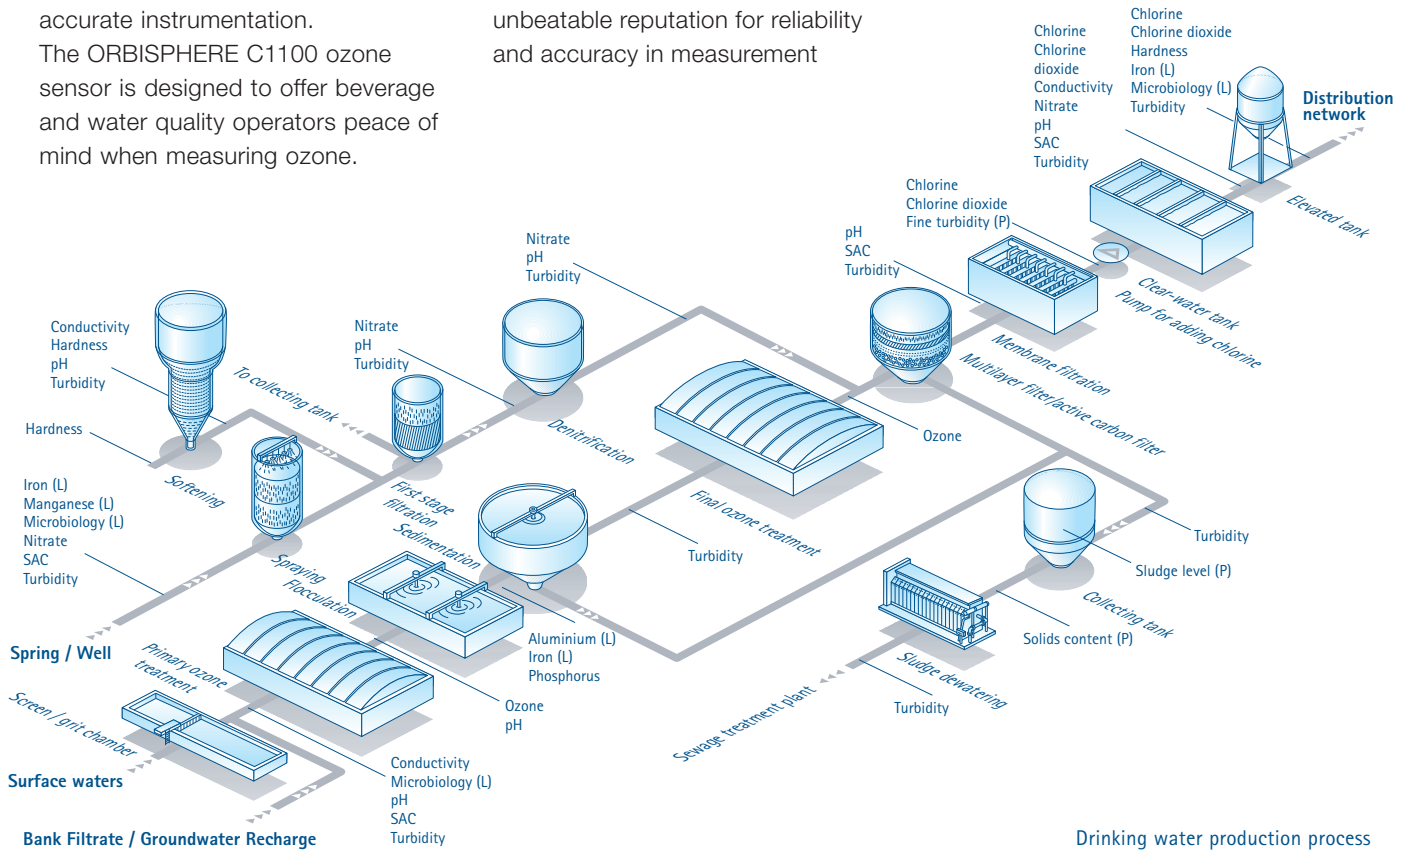 accurate instrumentation.
The ORBISPHERE C1100 ozone
sensor is designed to offer beverage
and water quality operators peace of
mind when measuring ozone.
unbeatable reputation for reliability
and accuracy in measurement
Chlorine
Chlorine
dioxide
Conductivity
Nitrate
pH
SAC
Turbidity
Chlorine
Chlorine dioxide
Hardness
Iron (L)
Microbiology (L)
Turbidity
Distribution
network
Elevated tank
Chlorine
Chlorine dioxide
Fine turbidity (P)
Clear-water tank
Pump for adding chlorine
pH
SAC
Turbidity
Membrane filtration
Multilayer filter/active carbon filter
Nitrate
pH
Turbidity
Conductivity
Hardness
pH
Turbidity
To collecting tank
Nitrate
pH
Turbidity
Hardness
Softening
Denitrification
Ozone
First stage
filtration
Sedimentation
Final ozone treatment
Iron (L)
Manganese (L)
Microbiology (L)
Nitrate
SAC
Turbidity
Spraying
Flocculation
Turbidity
Turbidity
Sludge level (P)
Collecting tank
Solids content (P)
Sludge dewatering
Turbidity
Sewage treatment plant
Spring / Well
Primary ozone
treatment
Aluminium (L)
Iron (L)
Phosphorus
Ozone
pH
Screen / grit chamber
Surface waters
Conductivity
Microbiology (L)
pH
SAC
Turbidity
Bank Filtrate / Groundwater Recharge
Drinking water production process